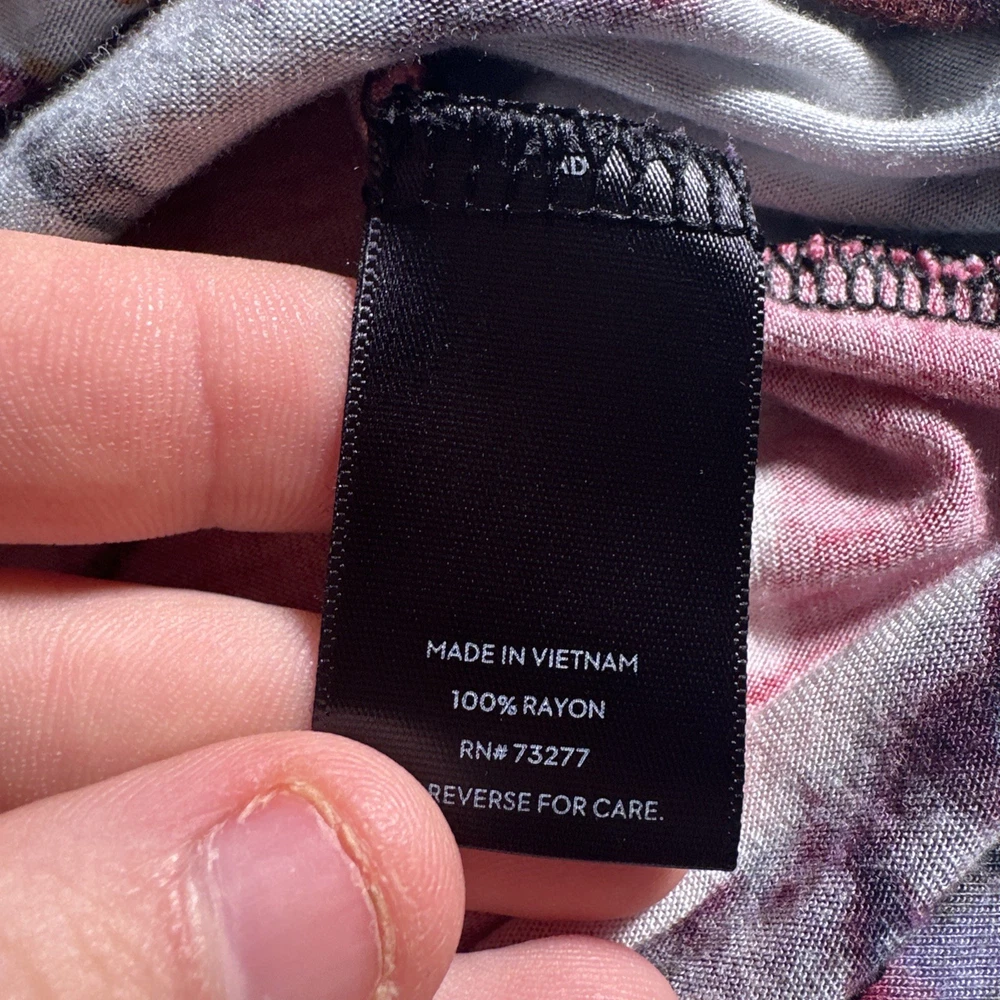 MADE IN VIETNAM
100% RAYON
RN# 73277
REVERSE FOR CARE.